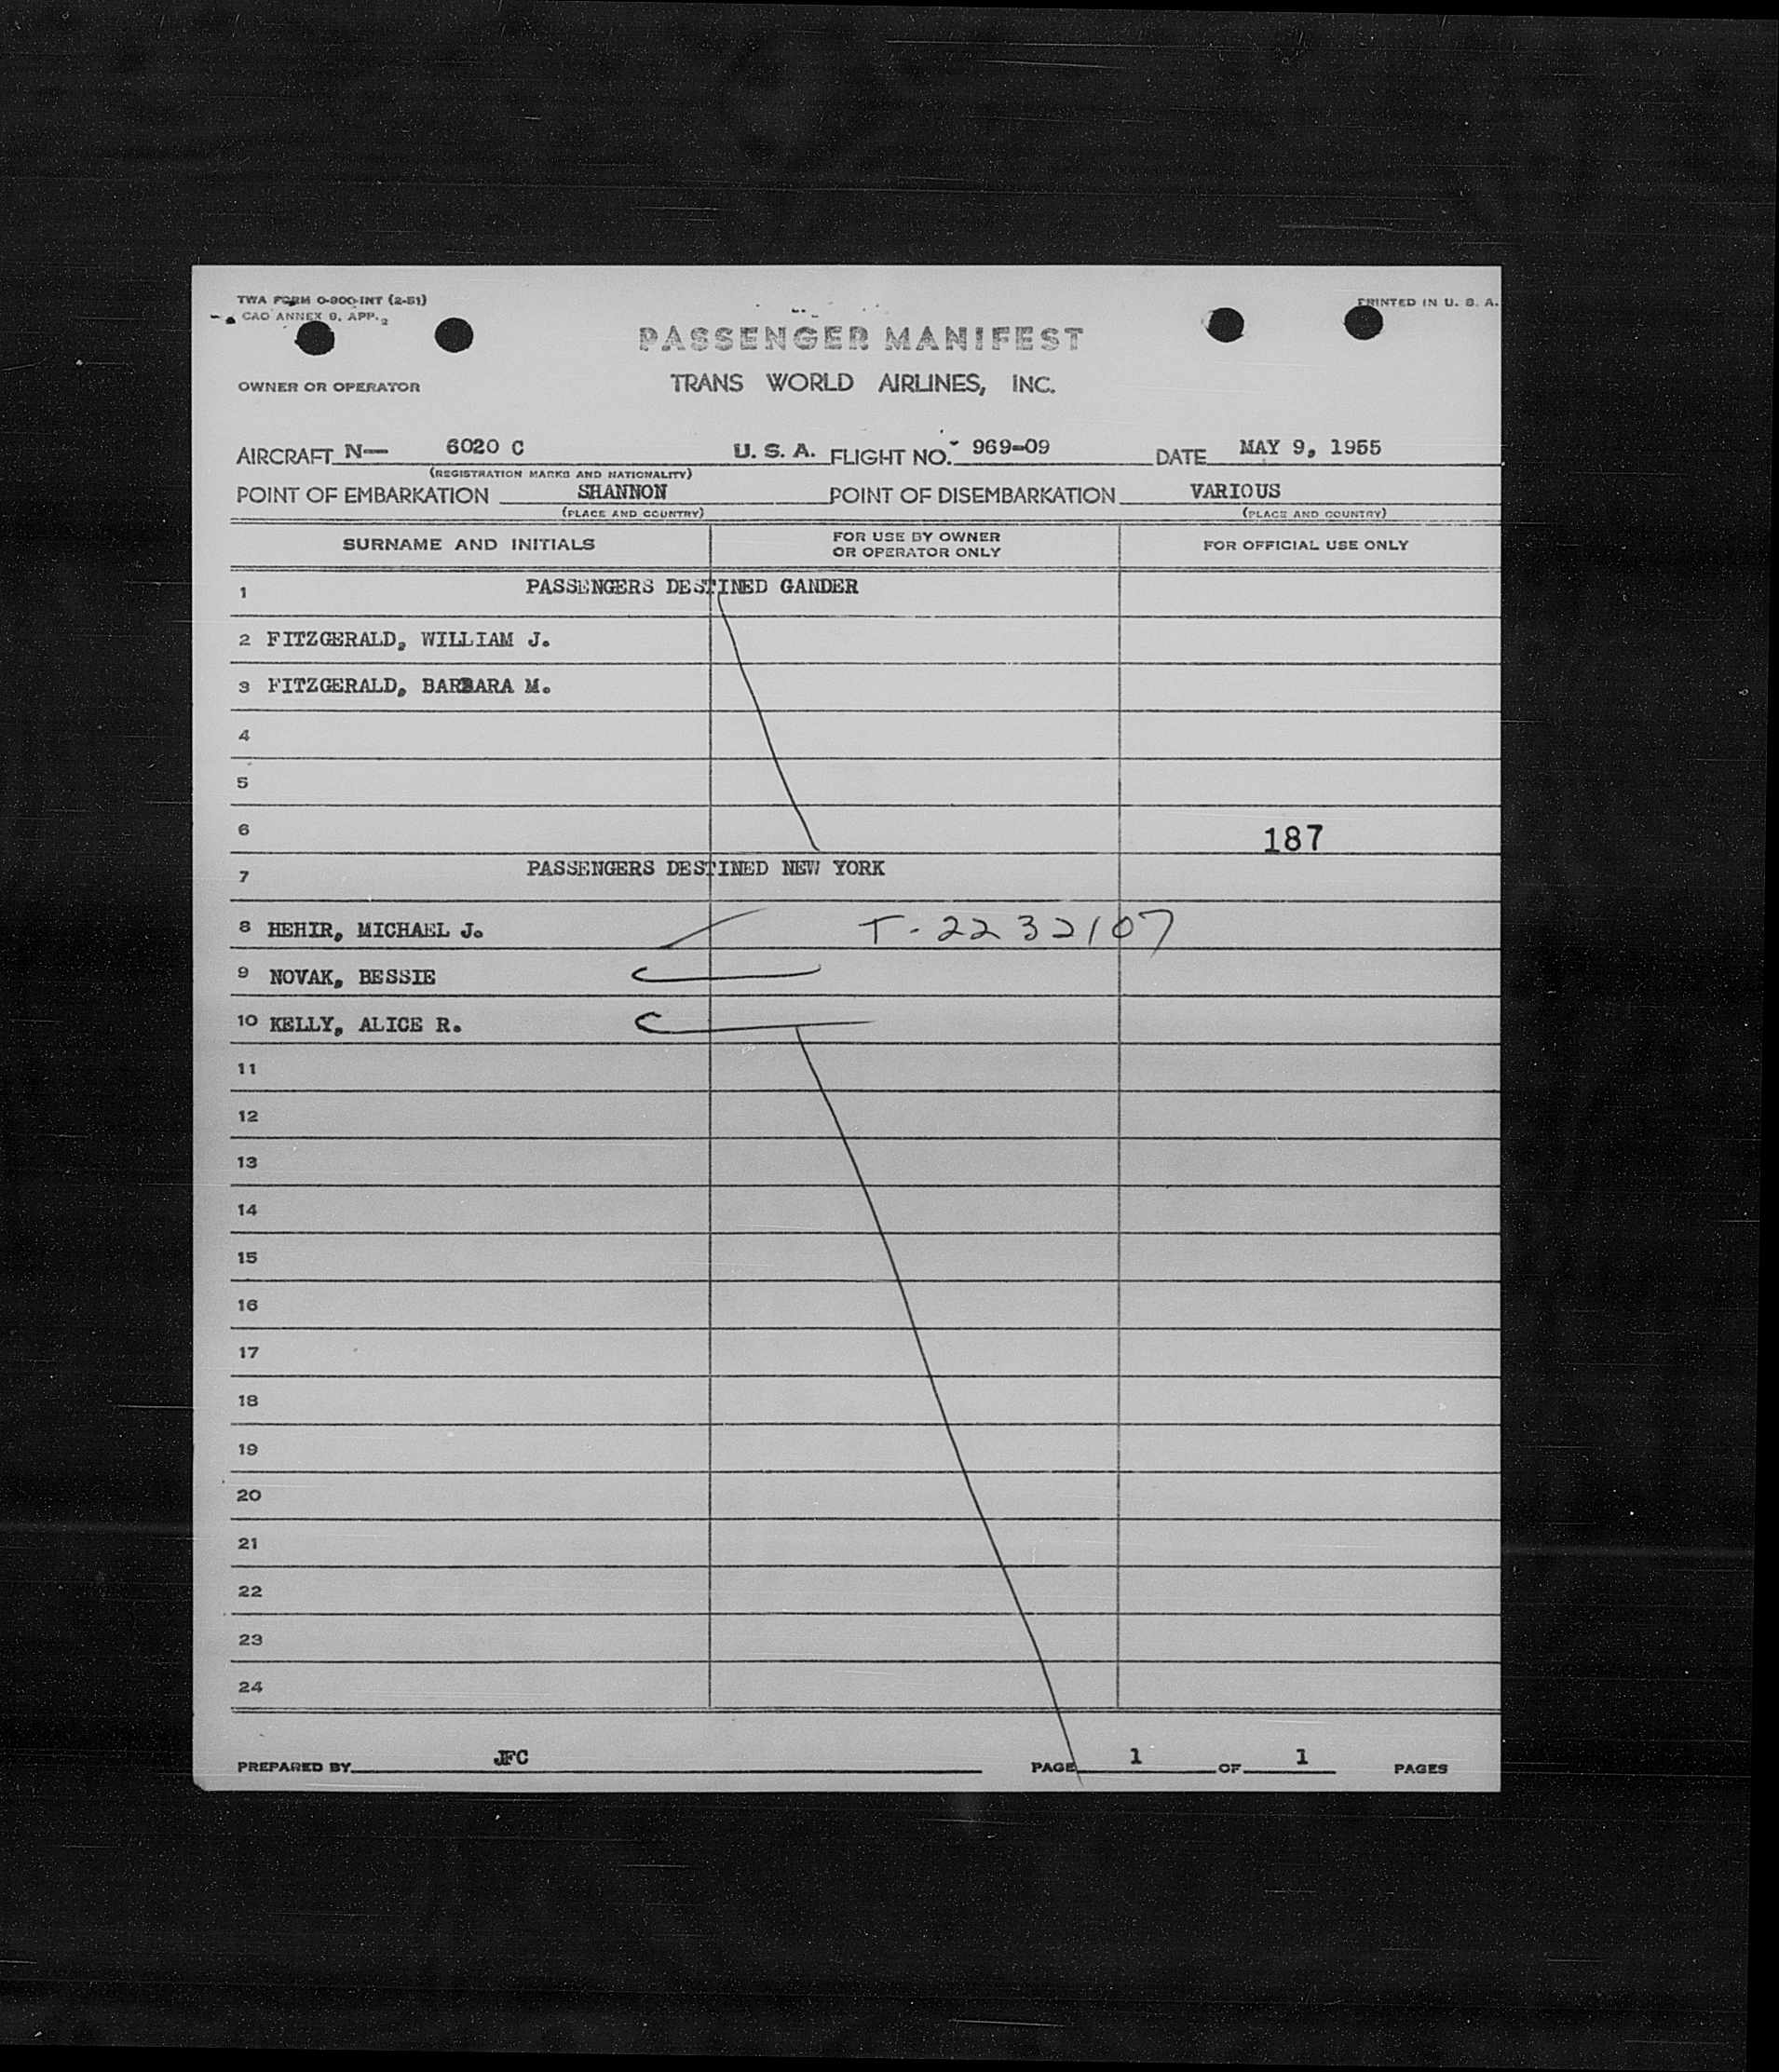 TWA FORM O-800-INT (2-51)
PRINTED IN U. S. A.
CAO ANNEX 9, APP. 2
PASSENGER MANIFEST
OWNER OR OPERATOR TRANS WORLD AIRLINES, INC.
AIRCRAFT N— 6020 C U. S. A. FLIGHT NO. 969-09 DATE MAY 9, 1955
(REGISTRATION MARKS AND NATIONALITY)
POINT OF EMBARKATION SHANNON POINT OF DISEMBARKATION VARIOUS
(PLACE AND COUNTRY) (PLACE AND COUNTRY)
SURNAME AND INITIALS FOR USE BY OWNER OR OPERATOR ONLY FOR OFFICIAL USE ONLY
1 PASSENGERS DESTINED GANDER
2 FITZGERALD, WILLIAM J.
3 FITZGERALD, BARBARA M.
4
5
6 187
7 PASSENGERS DESTINED NEW YORK
8 HEHIR, MICHAEL J. T-2232107
9 NOVAK, BESSIE
10 KELLY, ALICE R.
11
12
13
14
15
16
17
18
19
20
21
22
23
24
PREPARED BY JFC PAGE 1 OF 1 PAGES